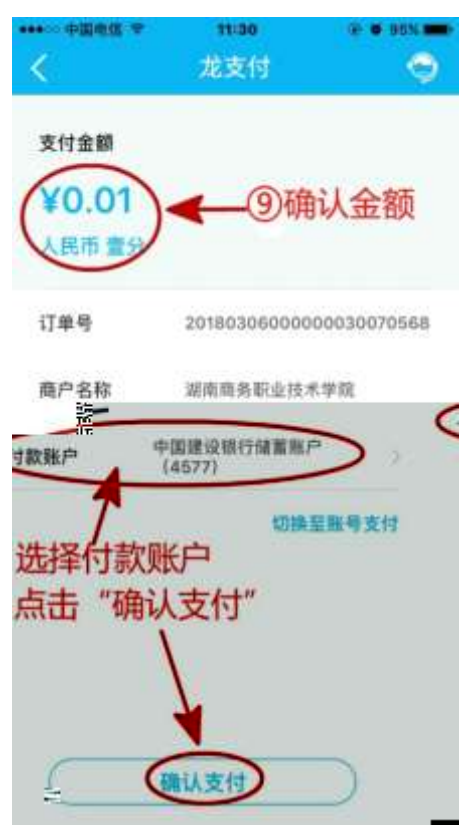 中国电信 11:30 95%
龙支付
支付金额
¥0.01
⑨确认金额
人民币 壹分
订单号 20180306000000030070568
商户名称 湖南商务职业技术学院
付款账户 中国建设银行储蓄账户
(4577)
切换至账号支付
选择付款账户
点击“确认支付”
确认支付